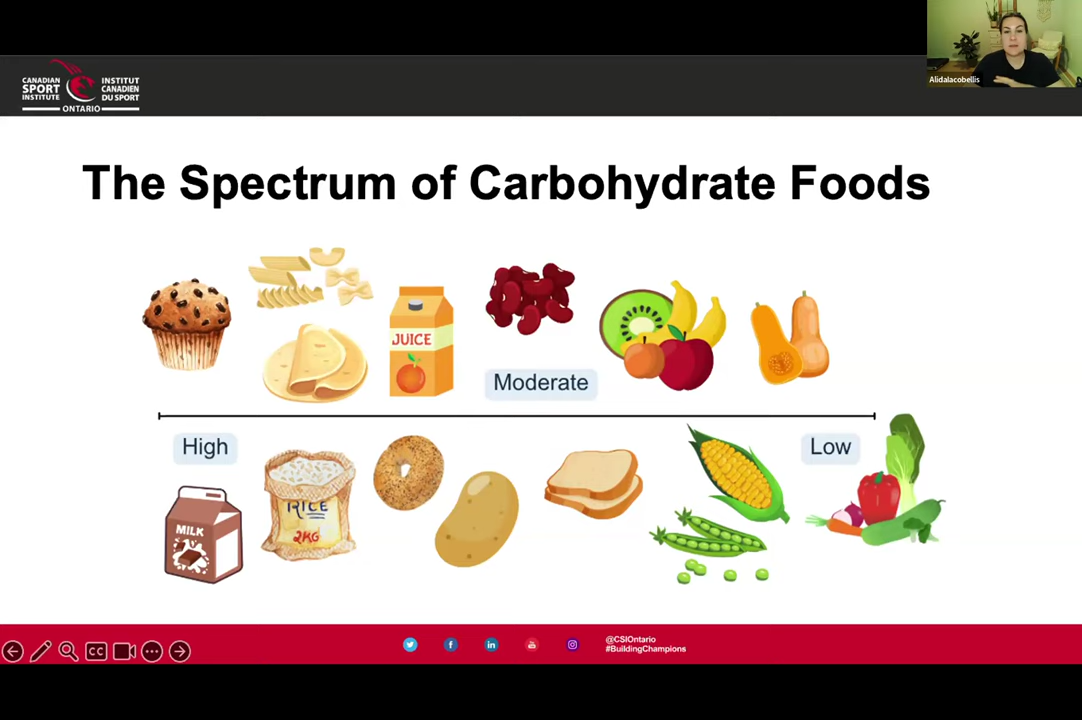 CANADIAN
SPORT
INSTITUTE
INSTITUT
CANADIEN
DU SPORT
ONTARIO
AlidaIacobellis
The Spectrum of Carbohydrate Foods
JUICE
Moderate
High
Low
MILK
RICE
2KG
CC
@CSIOntario
#BuildingChampions